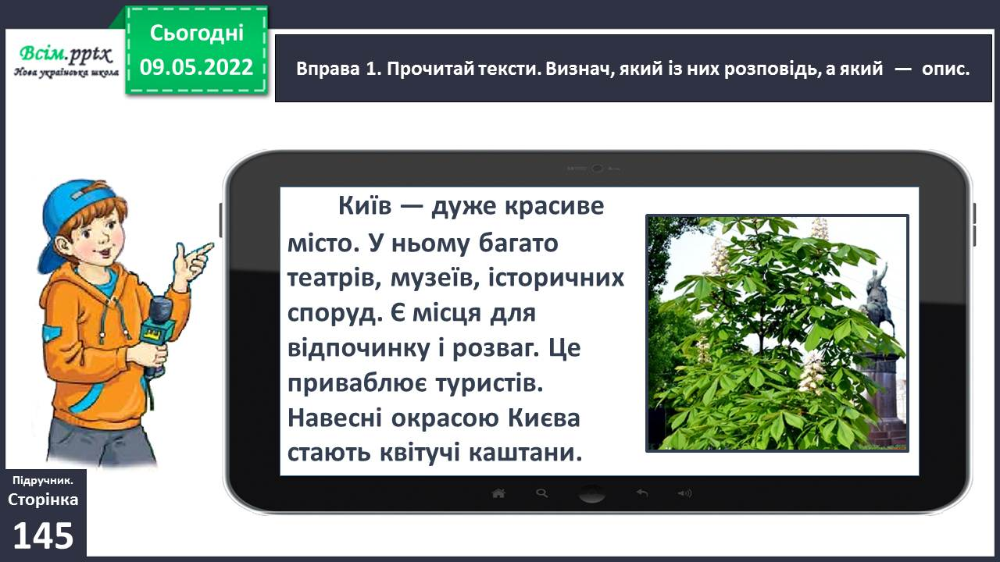 Всім.pptx
Нова українська школа
Сьогодні
09.05.2022
Вправа 1. Прочитай тексти. Визнач, який із них розповідь, а який — опис.
Київ — дуже красиве
місто. У ньому багато
театрів, музеїв, історичних
споруд. Є місця для
відпочинку і розваг. Це
приваблює туристів.
Навесні окрасою Києва
стають квітучі каштани.
Підручник.
Сторінка
145